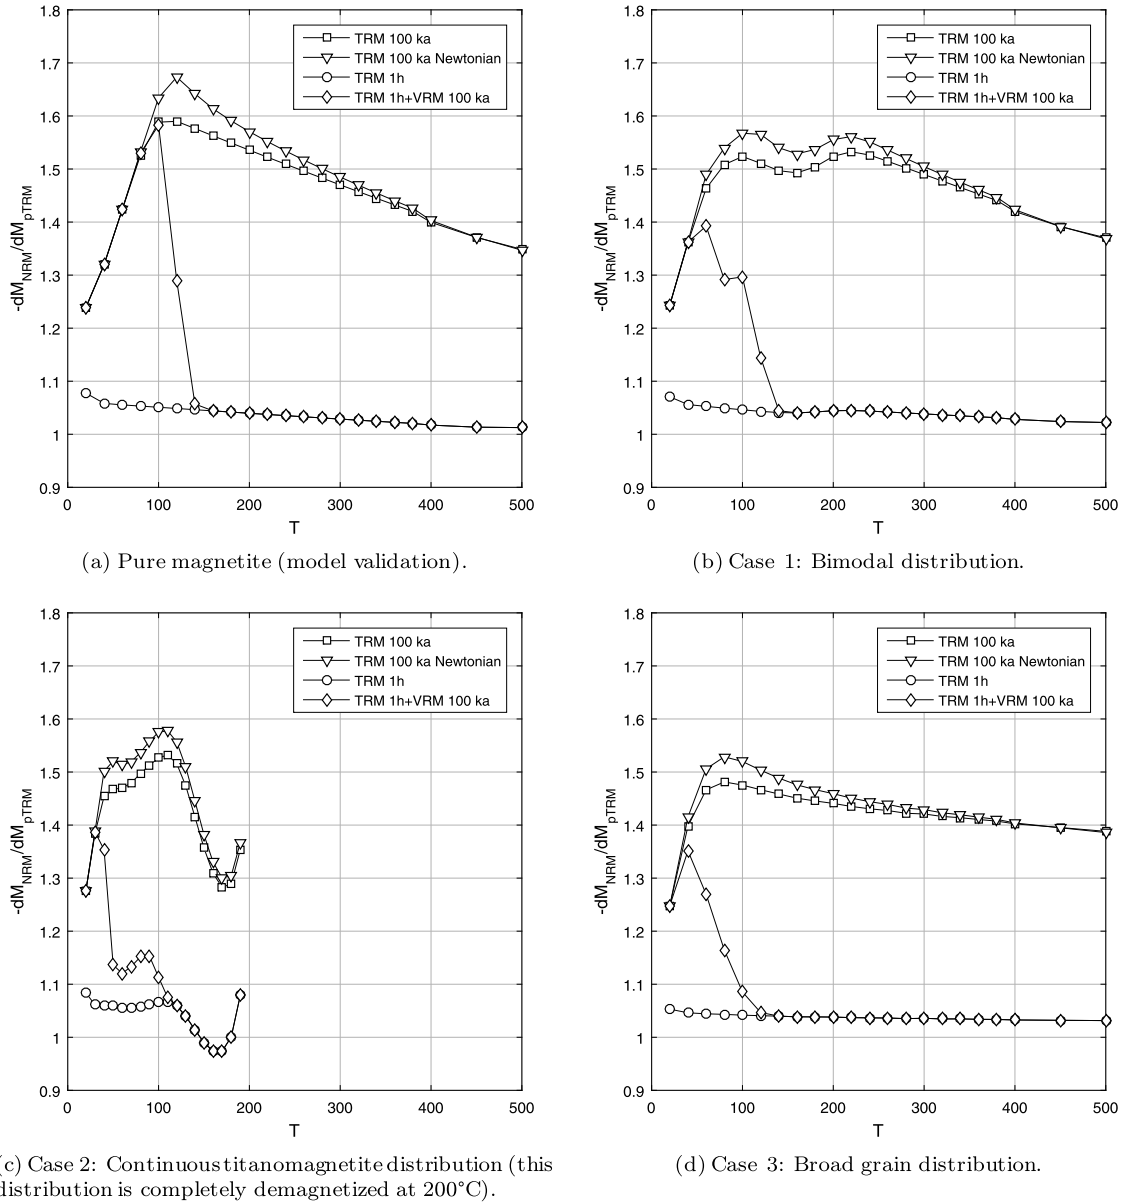 1.8
1.7
1.6
1.5
1.4
1.3
1.2
1.1
1
0.9
-dM_NRM/dM_pTRM
TRM 100 ka
TRM 100 ka Newtonian
TRM 1h
TRM 1h+VRM 100 ka
0 100 200 300 400 500
T
(a) Pure magnetite (model validation).
1.8
1.7
1.6
1.5
1.4
1.3
1.2
1.1
1
0.9
-dM_NRM/dM_pTRM
TRM 100 ka
TRM 100 ka Newtonian
TRM 1h
TRM 1h+VRM 100 ka
0 100 200 300 400 500
T
(b) Case 1: Bimodal distribution.
1.8
1.7
1.6
1.5
1.4
1.3
1.2
1.1
1
0.9
-dM_NRM/dM_pTRM
TRM 100 ka
TRM 100 ka Newtonian
TRM 1h
TRM 1h+VRM 100 ka
0 100 200 300 400 500
T
(c) Case 2: Continuous titanomagnetite distribution (this
distribution is completely demagnetized at 200°C).
1.8
1.7
1.6
1.5
1.4
1.3
1.2
1.1
1
0.9
-dM_NRM/dM_pTRM
TRM 100 ka
TRM 100 ka Newtonian
TRM 1h
TRM 1h+VRM 100 ka
0 100 200 300 400 500
T
(d) Case 3: Broad grain distribution.